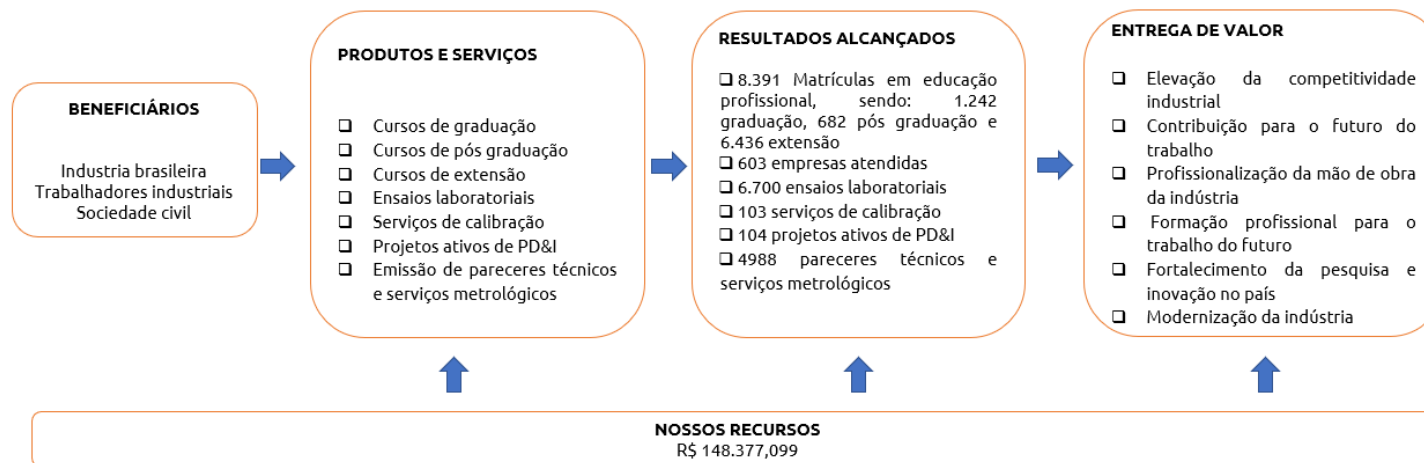 BENEFICIÁRIOS
Industria brasileira
Trabalhadores industriais
Sociedade civil
PRODUTOS E SERVIÇOS
❑ Cursos de graduação
❑ Cursos de pós graduação
❑ Cursos de extensão
❑ Ensaios laboratoriais
❑ Serviços de calibração
❑ Projetos ativos de PD&I
❑ Emissão de pareceres técnicos
e serviços metrológicos
RESULTADOS ALCANÇADOS
❑ 8.391 Matrículas em educação
profissional, sendo: 1.242
graduação, 682 pós graduação e
6.436 extensão
❑ 603 empresas atendidas
❑ 6.700 ensaios laboratoriais
❑ 103 serviços de calibração
❑ 104 projetos ativos de PD&I
❑ 4988 pareceres técnicos e
serviços metrológicos
ENTREGA DE VALOR
❑ Elevação da competitividade
industrial
❑ Contribuição para o futuro do
trabalho
❑ Profissionalização da mão de obra
da indústria
❑ Formação profissional para o
trabalho do futuro
❑ Fortalecimento da pesquisa e
inovação no país
❑ Modernização da indústria
NOSSOS RECURSOS
R$ 148.377,099